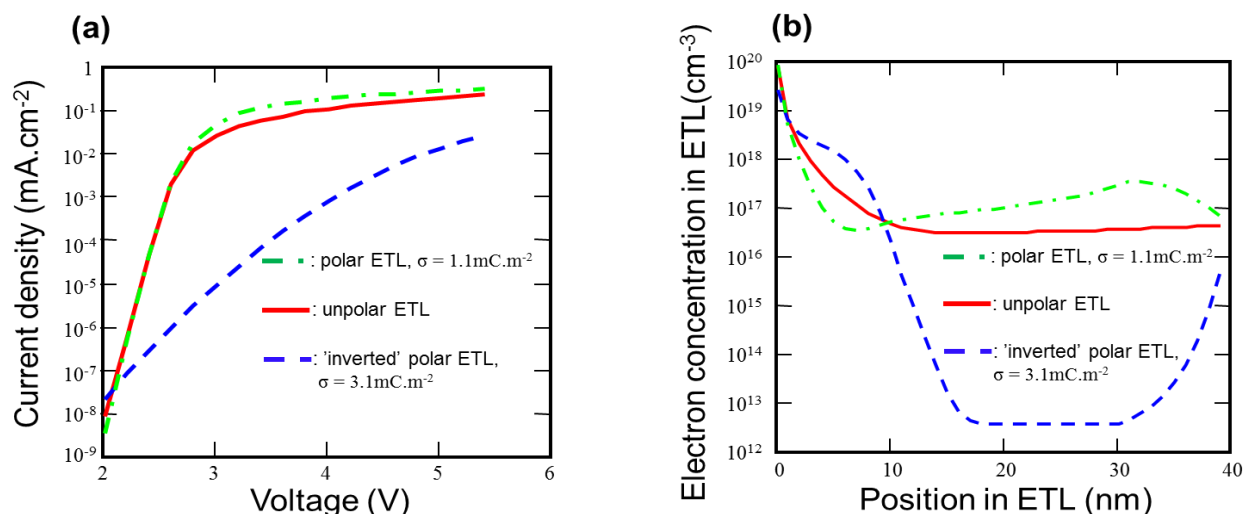 (a)
Current density (mA.cm-2)
1
10-1
10-2
10-3
10-4
10-5
10-6
10-7
10-8
10-9
2
3
4
5
6
Voltage (V)
: polar ETL, σ = 1.1mC.m-2
: unpolar ETL
: 'inverted' polar ETL,
σ = 3.1mC.m-2
(b)
Electron concentration in ETL(cm-3)
1020
1019
1018
1017
1016
1015
1014
1013
1012
0
10
20
30
40
Position in ETL (nm)
: polar ETL, σ = 1.1mC.m-2
: unpolar ETL
: 'inverted' polar ETL,
σ = 3.1mC.m-2